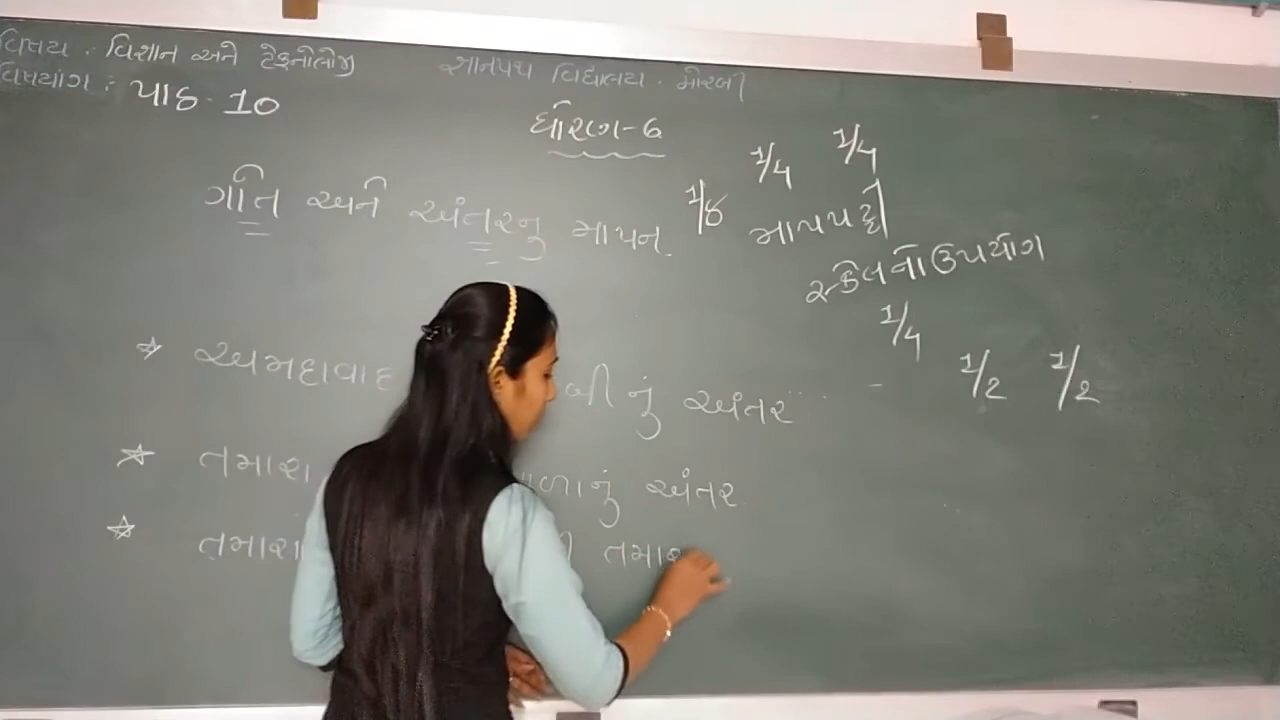 વિષય : વિજ્ઞાન અને ટેકનોલોજી
જ્ઞાનપથ વિદ્યાલય. મોરબી
વિષયાંગ : પાઠ - 10
ધોરણ-6
ગતિ અને અંતરનુ માપન
1/8 1/4 1/4
માપપટ્ટી
સ્કેલનો ઉપયોગ
1/4 1/2 1/2
☆ અમદાવાદ નું અંતર
☆ તમારા અંતર
☆ તમારા